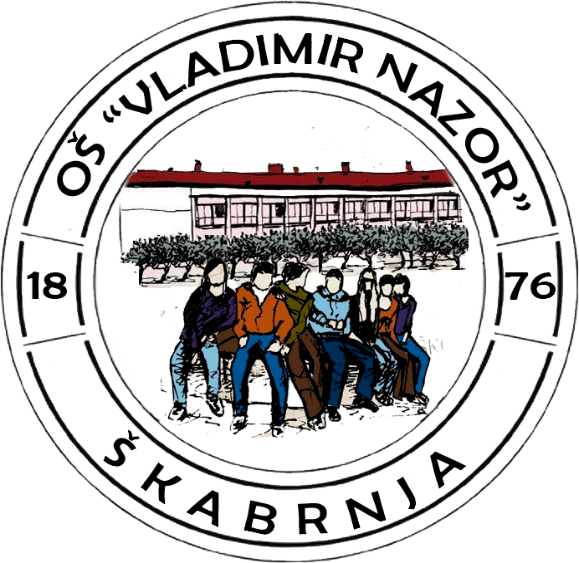 OŠ “VLADIMIR NAZOR”
18 76
ŠKABRNJA